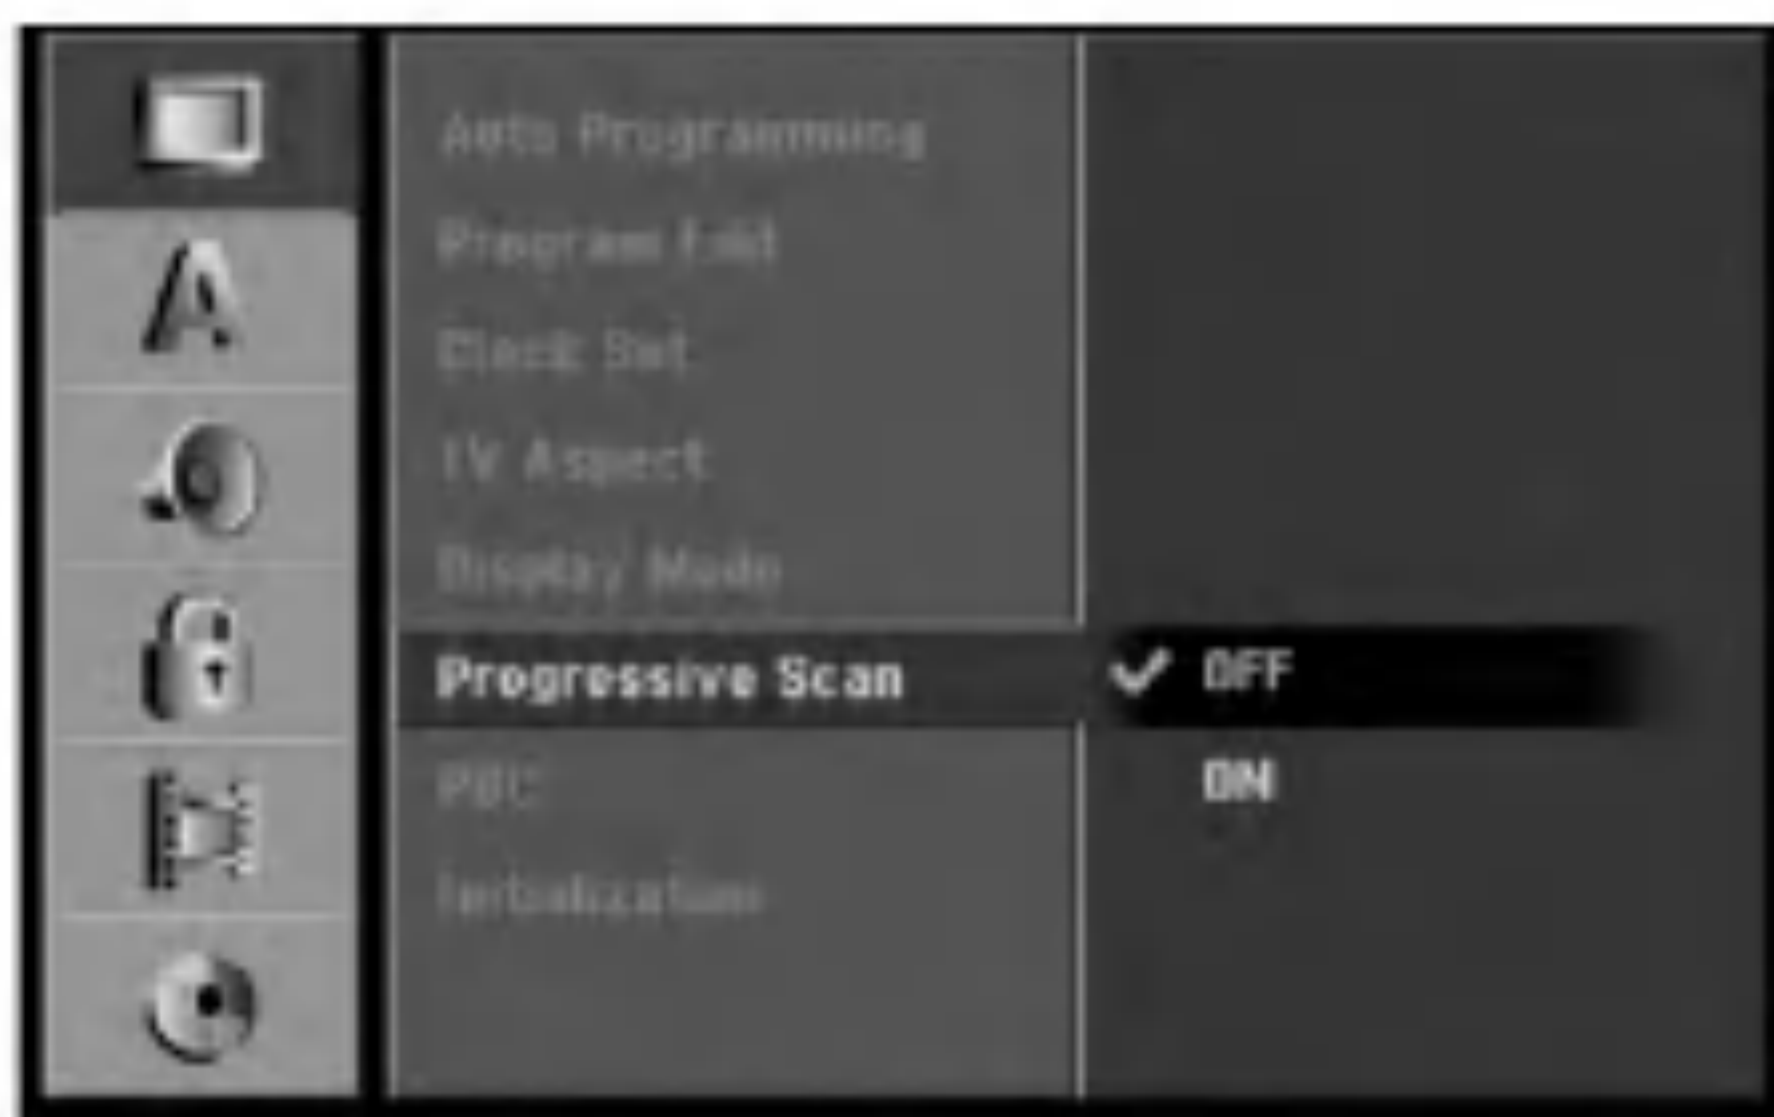 A
Auto Programming
Program Edit
Clock Set
TV Aspect
Display Mode
Progressive Scan
✔ OFF
ON
PBC
Initialization